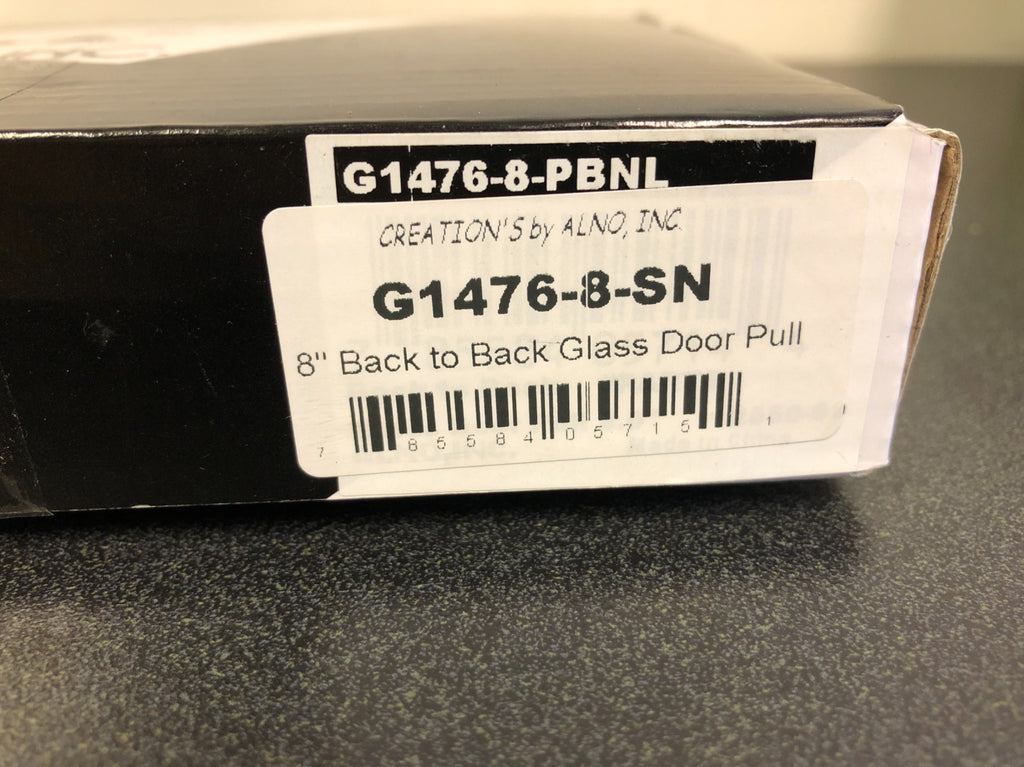 G1476-8-PBNL
CREATION'S by ALNO, INC.
G1476-8-SN
8" Back to Back Glass Door Pull
7 85584 05715 1